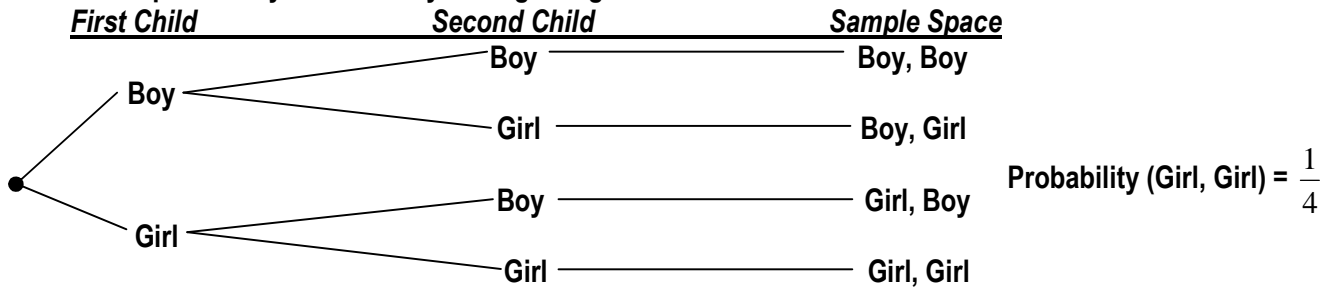 First Child Second Child Sample Space
Boy Boy, Boy
Boy
Girl Boy, Girl
Probability (Girl, Girl) = 1/4
Boy Girl, Boy
Girl
Girl Girl, Girl